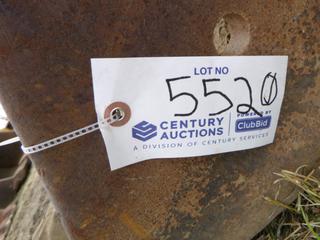 LOT NO
5520
CENTURY AUCTIONS
POWERED BY ClubBid
A DIVISION OF CENTURY SERVICES